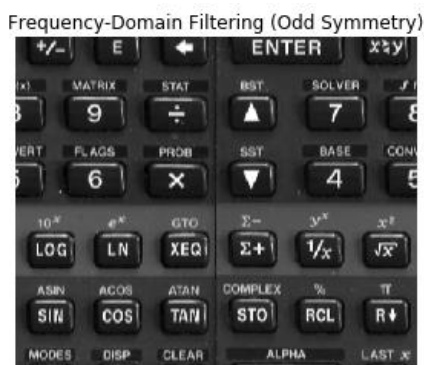 Frequency-Domain Filtering (Odd Symmetry)
+/− E ← ENTER x≷y
MATRIX STAT BST SOLVER
9 ÷ ▲ 7
FLAGS PROB SST BASE
6 × ▼ 4
10ˣ eˣ GTO Σ− yˣ x²
LOG LN XEQ Σ+ 1/x √x
ASIN ACOS ATAN COMPLEX % π
SIN COS TAN STO RCL R↓
MODES DISP CLEAR ALPHA LAST x